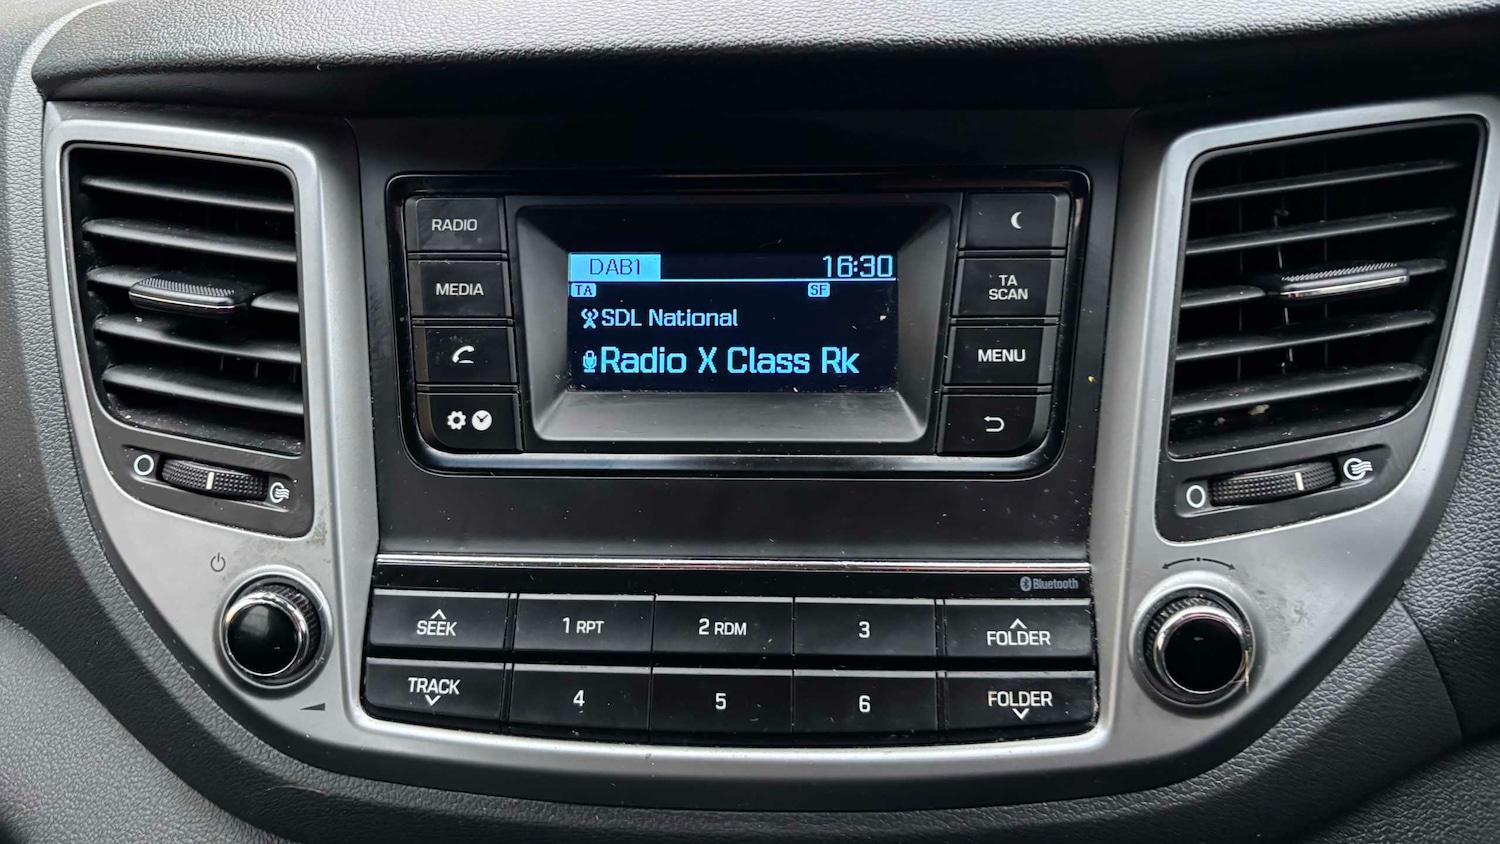 RADIO
MEDIA
DAB1 16:30
TA SF
SDL National
Radio X Class Rk
TA
SCAN
MENU
Bluetooth
SEEK 1 RPT 2 RDM 3 FOLDER
TRACK 4 5 6 FOLDER